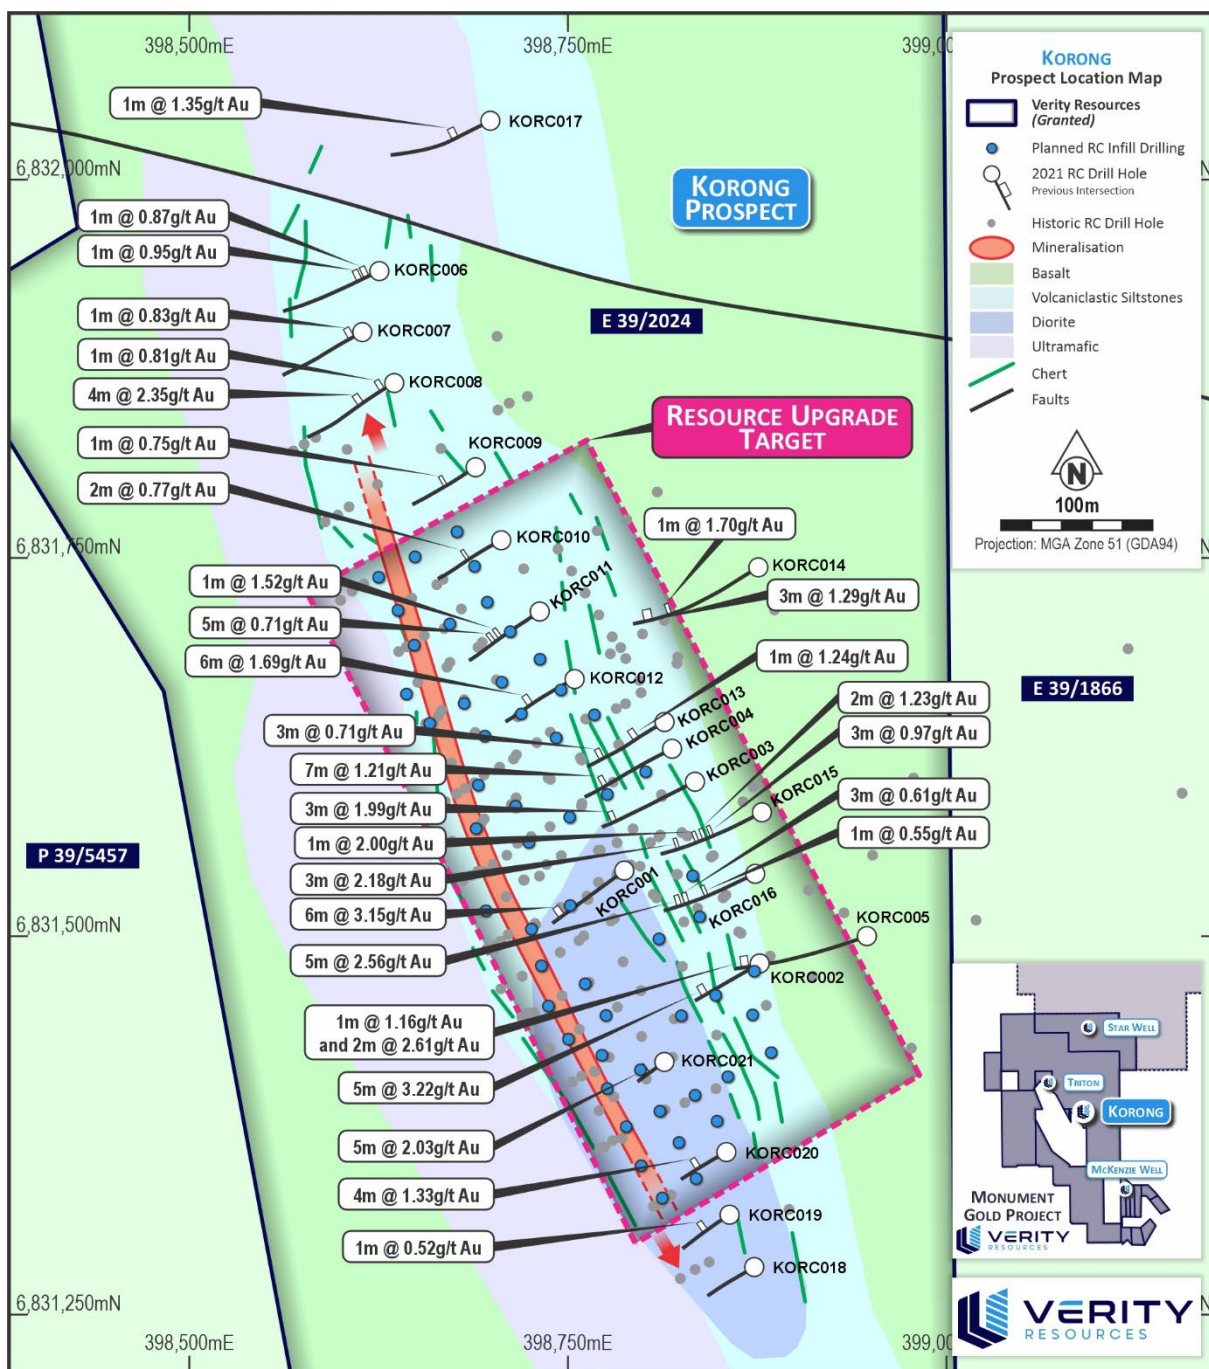 398,500mE
398,750mE
399,00
1m @ 1.35g/t Au
KORC017
6,832,000mN
KORONG
PROSPECT
1m @ 0.87g/t Au
1m @ 0.95g/t Au
KORC006
E 39/2024
1m @ 0.83g/t Au
KORC007
1m @ 0.81g/t Au
KORC008
4m @ 2.35g/t Au
RESOURCE UPGRADE
TARGET
1m @ 0.75g/t Au
KORC009
2m @ 0.77g/t Au
1m @ 1.70g/t Au
6,831,750mN
KORC010
KORC014
1m @ 1.52g/t Au
KORC011
3m @ 1.29g/t Au
5m @ 0.71g/t Au
6m @ 1.69g/t Au
1m @ 1.24g/t Au
KORC012
E 39/1866
2m @ 1.23g/t Au
KORC013
3m @ 0.71g/t Au
KORC004
3m @ 0.97g/t Au
7m @ 1.21g/t Au
KORC003
3m @ 0.61g/t Au
3m @ 1.99g/t Au
KORC015
1m @ 0.55g/t Au
1m @ 2.00g/t Au
P 39/5457
3m @ 2.18g/t Au
KORC001
6m @ 3.15g/t Au
KORC016
KORC005
6,831,500mN
5m @ 2.56g/t Au
KORC002
1m @ 1.16g/t Au
and 2m @ 2.61g/t Au
KORC021
5m @ 3.22g/t Au
5m @ 2.03g/t Au
KORC020
4m @ 1.33g/t Au
KORC019
1m @ 0.52g/t Au
KORC018
6,831,250mN
398,500mE
398,750mE
399,00
KORONG
Prospect Location Map
Verity Resources
(Granted)
Planned RC Infill Drilling
2021 RC Drill Hole
Previous Intersection
Historic RC Drill Hole
Mineralisation
Basalt
Volcaniclastic Siltstones
Diorite
Ultramafic
Chert
Faults
N
100m
Projection: MGA Zone 51 (GDA94)
STAR WELL
TRITON
KORONG
MCKENZIE WELL
MONUMENT
GOLD PROJECT
VERITY
RESOURCES
VERITY
RESOURCES